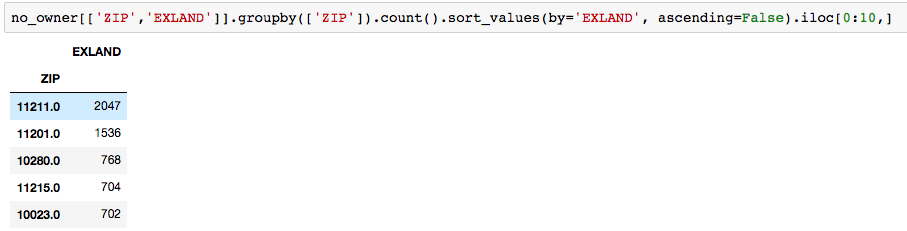 no_owner[['ZIP','EXLAND']].groupby(['ZIP']).count().sort_values(by='EXLAND', ascending=False).iloc[0:10,]
EXLAND
ZIP
11211.0 2047
11201.0 1536
10280.0 768
11215.0 704
10023.0 702